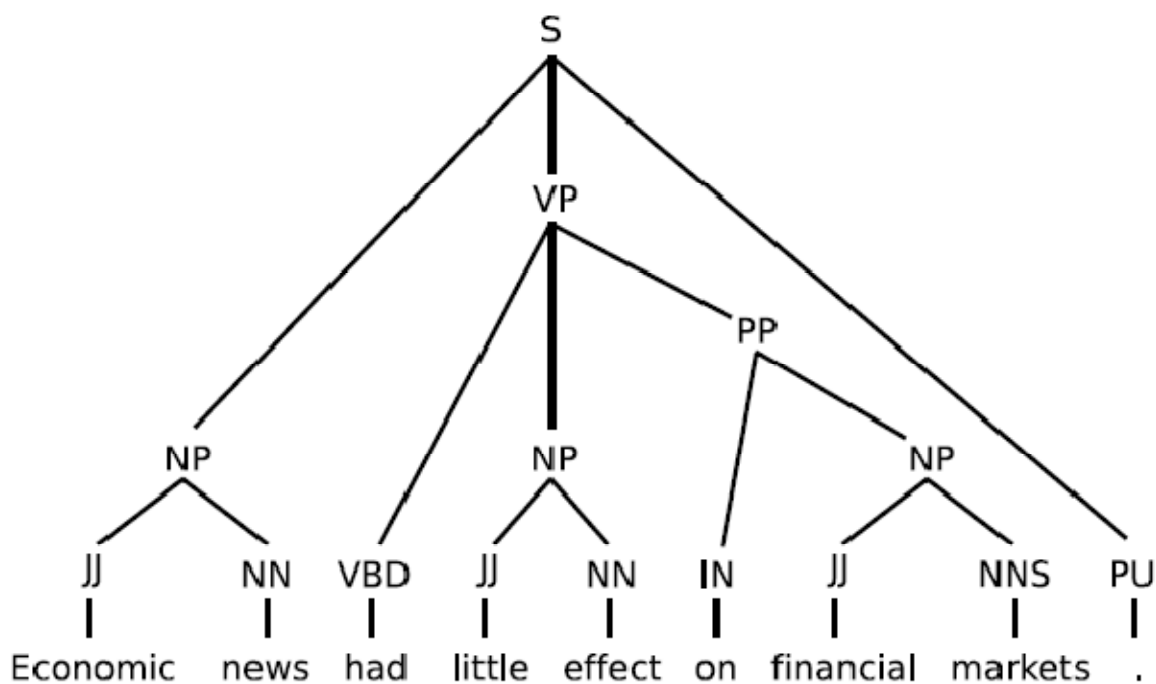 S
VP
PP
NP NP NP
JJ NN VBD JJ NN IN JJ NNS PU
Economic news had little effect on financial markets .